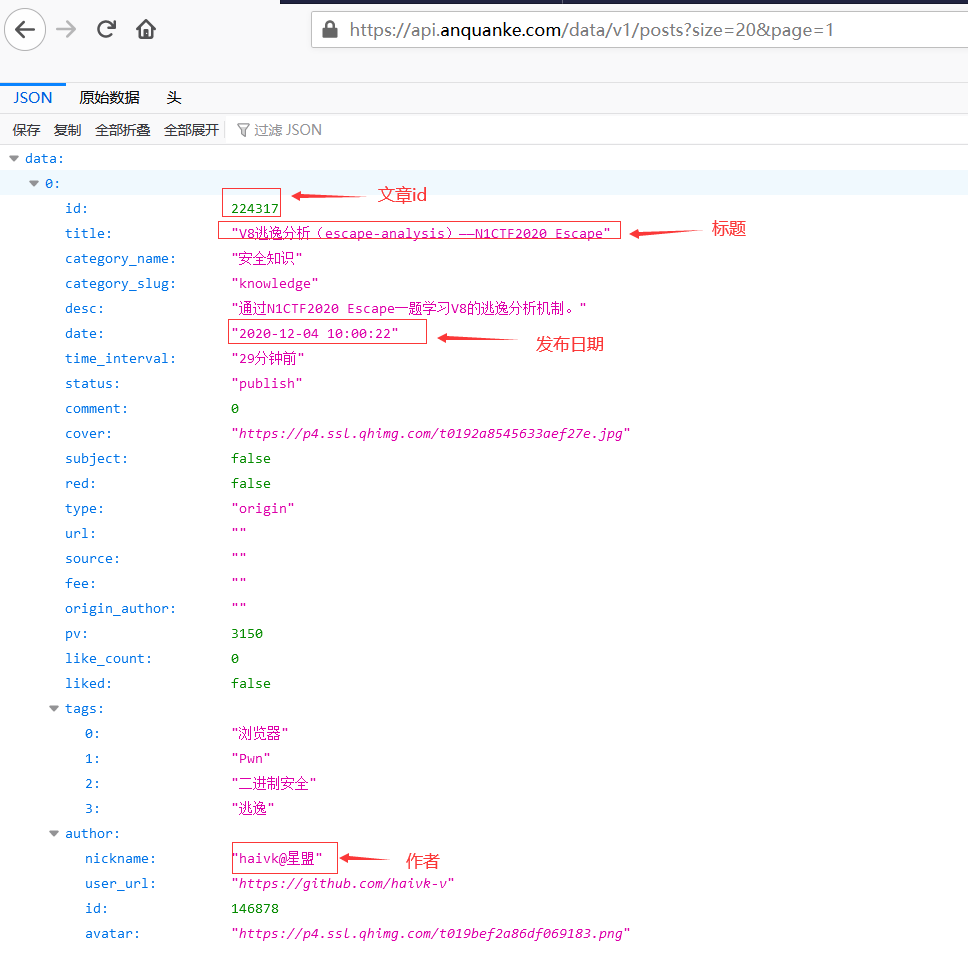 https://api.anquanke.com/data/v1/posts?size=20&page=1
JSON 原始数据 头
保存 复制 全部折叠 全部展开 过滤 JSON
data:
0:
id: 224317 文章id
title: "V8逃逸分析（escape-analysis）——N1CTF2020 Escape" 标题
category_name: "安全知识"
category_slug: "knowledge"
desc: "通过N1CTF2020 Escape一题学习V8的逃逸分析机制。"
date: "2020-12-04 10:00:22" 发布日期
time_interval: "29分钟前"
status: "publish"
comment: 0
cover: "https://p4.ssl.qhimg.com/t0192a8545633aef27e.jpg"
subject: false
red: false
type: "origin"
url: ""
source: ""
fee: ""
origin_author: ""
pv: 3150
like_count: 0
liked: false
tags:
0: "浏览器"
1: "Pwn"
2: "二进制安全"
3: "逃逸"
author:
nickname: "haivk@星盟" 作者
user_url: "https://github.com/haivk-v"
id: 146878
avatar: "https://p4.ssl.qhimg.com/t019bef2a86df069183.png"